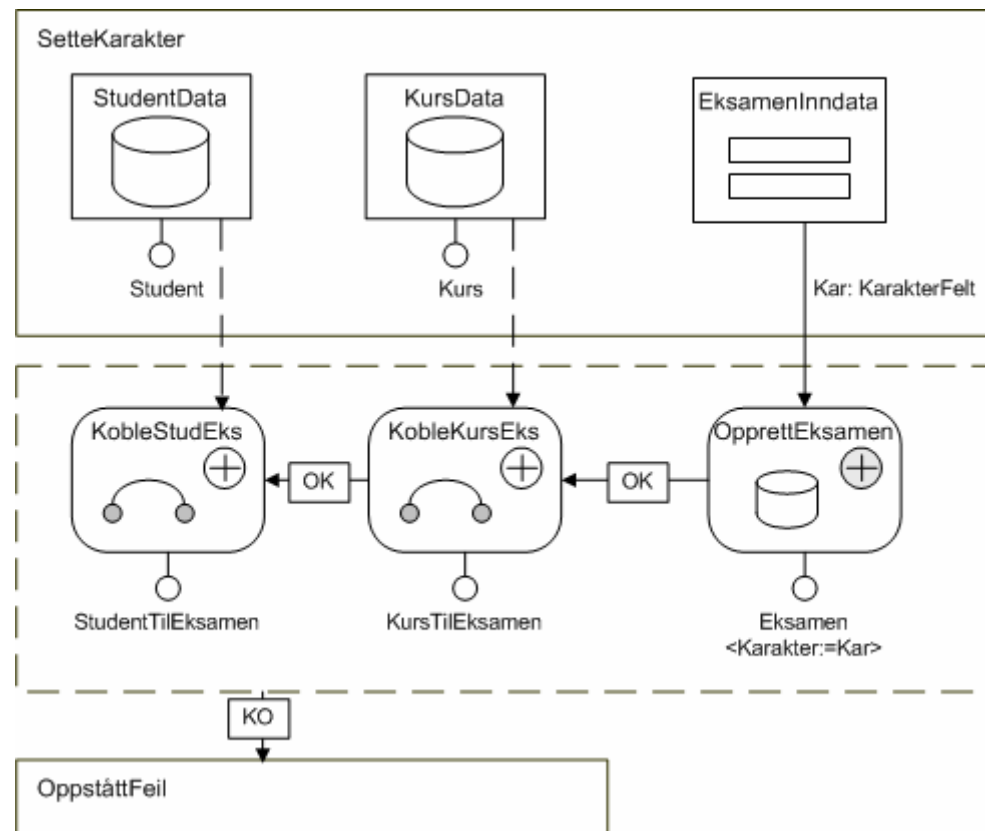 SetteKarakter
StudentData
KursData
EksamenInndata
Student
Kurs
Kar: KarakterFelt
KobleStudEks
KobleKursEks
OpprettEksamen
OK
OK
StudentTilEksamen
KursTilEksamen
Eksamen
<Karakter:=Kar>
KO
OppståttFeil